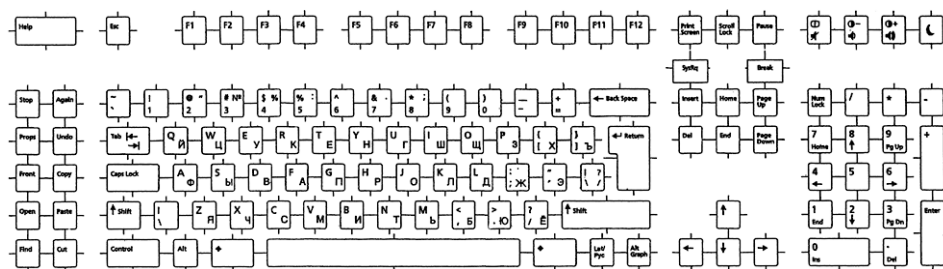 Help Esc F1 F2 F3 F4 F5 F6 F7 F8 F9 F10 F11 F12 Print Screen Scroll Lock Pause
SysRq Break
Stop Again ~ ` ! 1 @ " 2 # № 3 $ % 4 % : 5 ^ 6 & . 7 * ; 8 ( 9 ) 0 — - + = ← Back Space Insert Home Page Up Num Lock / * -
Props Undo Tab Q Й W Ц E У R К T Е Y Н U Г I Ш O Щ P З { [ Х } ] Ъ ↵ Return Del End Page Down 7 Home 8 ↑ 9 Pg Up +
Front Copy Caps Lock A Ф S Ы D В F А G П H Р J О K Л L Д : ; Ж " ' Э | ? \ / 4 ← 5 6 →
Open Paste ↑ Shift | \ Z Я X Ч C С V М B И N Т M Ь < , Б > . Ю ? / Ё ↑ Shift ↑ 1 End 2 ↓ 3 Pg Dn Enter
Find Cut Control Alt ◆ ◆ Lat/ Рус Alt Graph ← ↓ → 0 Ins . Del